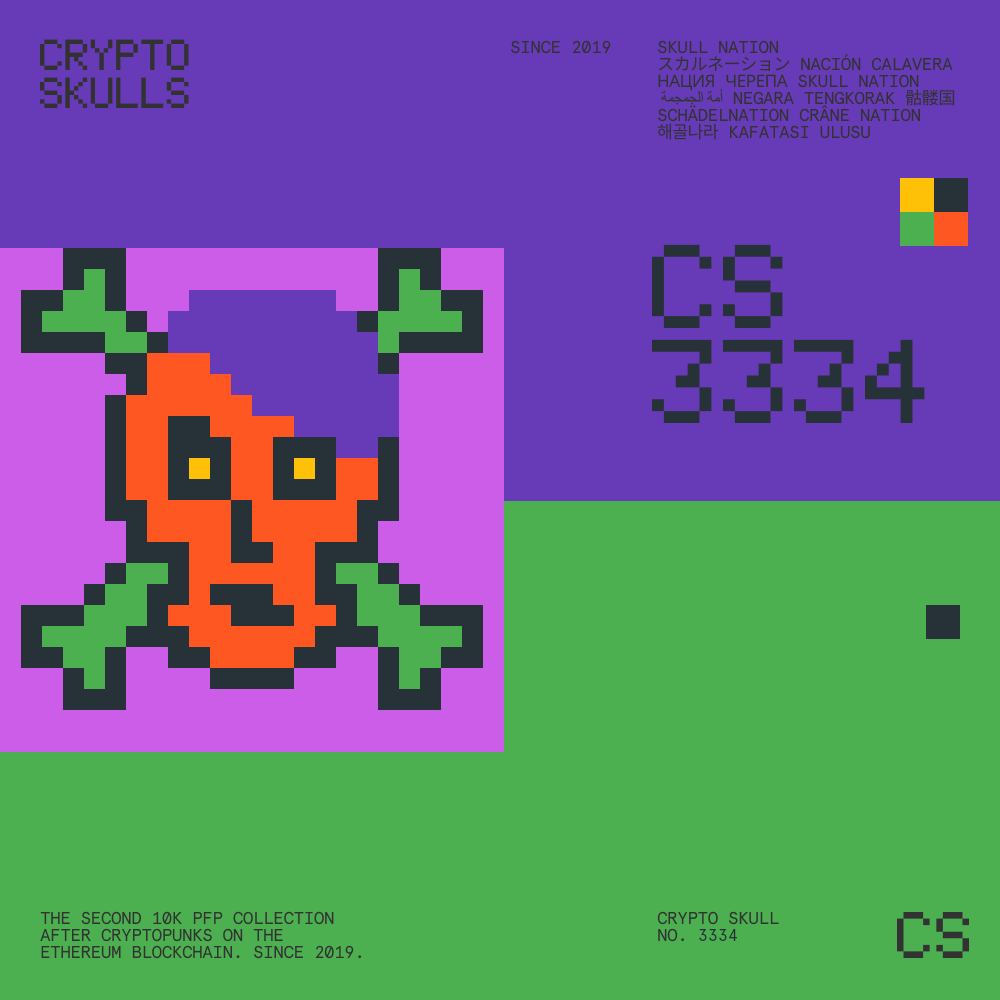 CRYPTO
SKULLS
SINCE 2019
SKULL NATION
スカルネーション NACIÓN CALAVERA
НАЦИЯ ЧЕРЕПА SKULL NATION
أمة الجمجمة NEGARA TENGKORAK 骷髅国
SCHÄDELNATION CRÂNE NATION
해골나라 KAFATASI ULUSU
CS
3334
THE SECOND 10K PFP COLLECTION
AFTER CRYPTOPUNKS ON THE
ETHEREUM BLOCKCHAIN. SINCE 2019.
CRYPTO SKULL
NO. 3334
CS